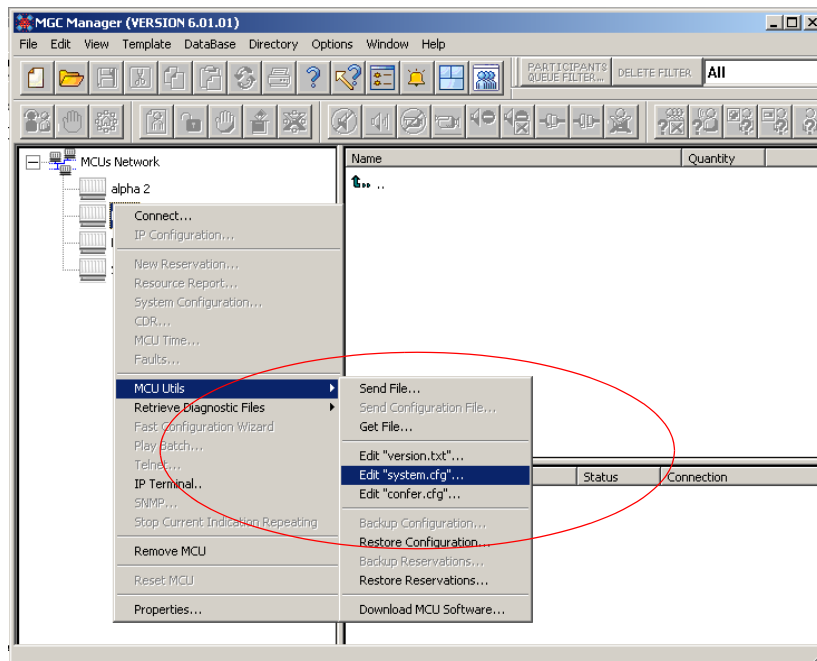 MGC Manager (VERSION 6.01.01)
File Edit View Template DataBase Directory Options Window Help
PARTICIPANTS QUEUE FILTER... DELETE FILTER All
MCUs Network
Name Quantity
alpha 2
..
Connect...
IP Configuration...
New Reservation...
Resource Report...
System Configuration...
CDR...
MCU Time...
Faults...
MCU Utils
Retrieve Diagnostic Files
Fast Configuration Wizard
Play Batch...
Telnet...
IP Terminal..
SNMP...
Stop Current Indication Repeating
Remove MCU
Reset MCU
Properties...
Send File...
Send Configuration File...
Get File...
Edit "version.txt"...
Edit "system.cfg"...
Edit "confer.cfg"...
Backup Configuration...
Restore Configuration...
Backup Reservations...
Restore Reservations...
Download MCU Software...
Status Connection